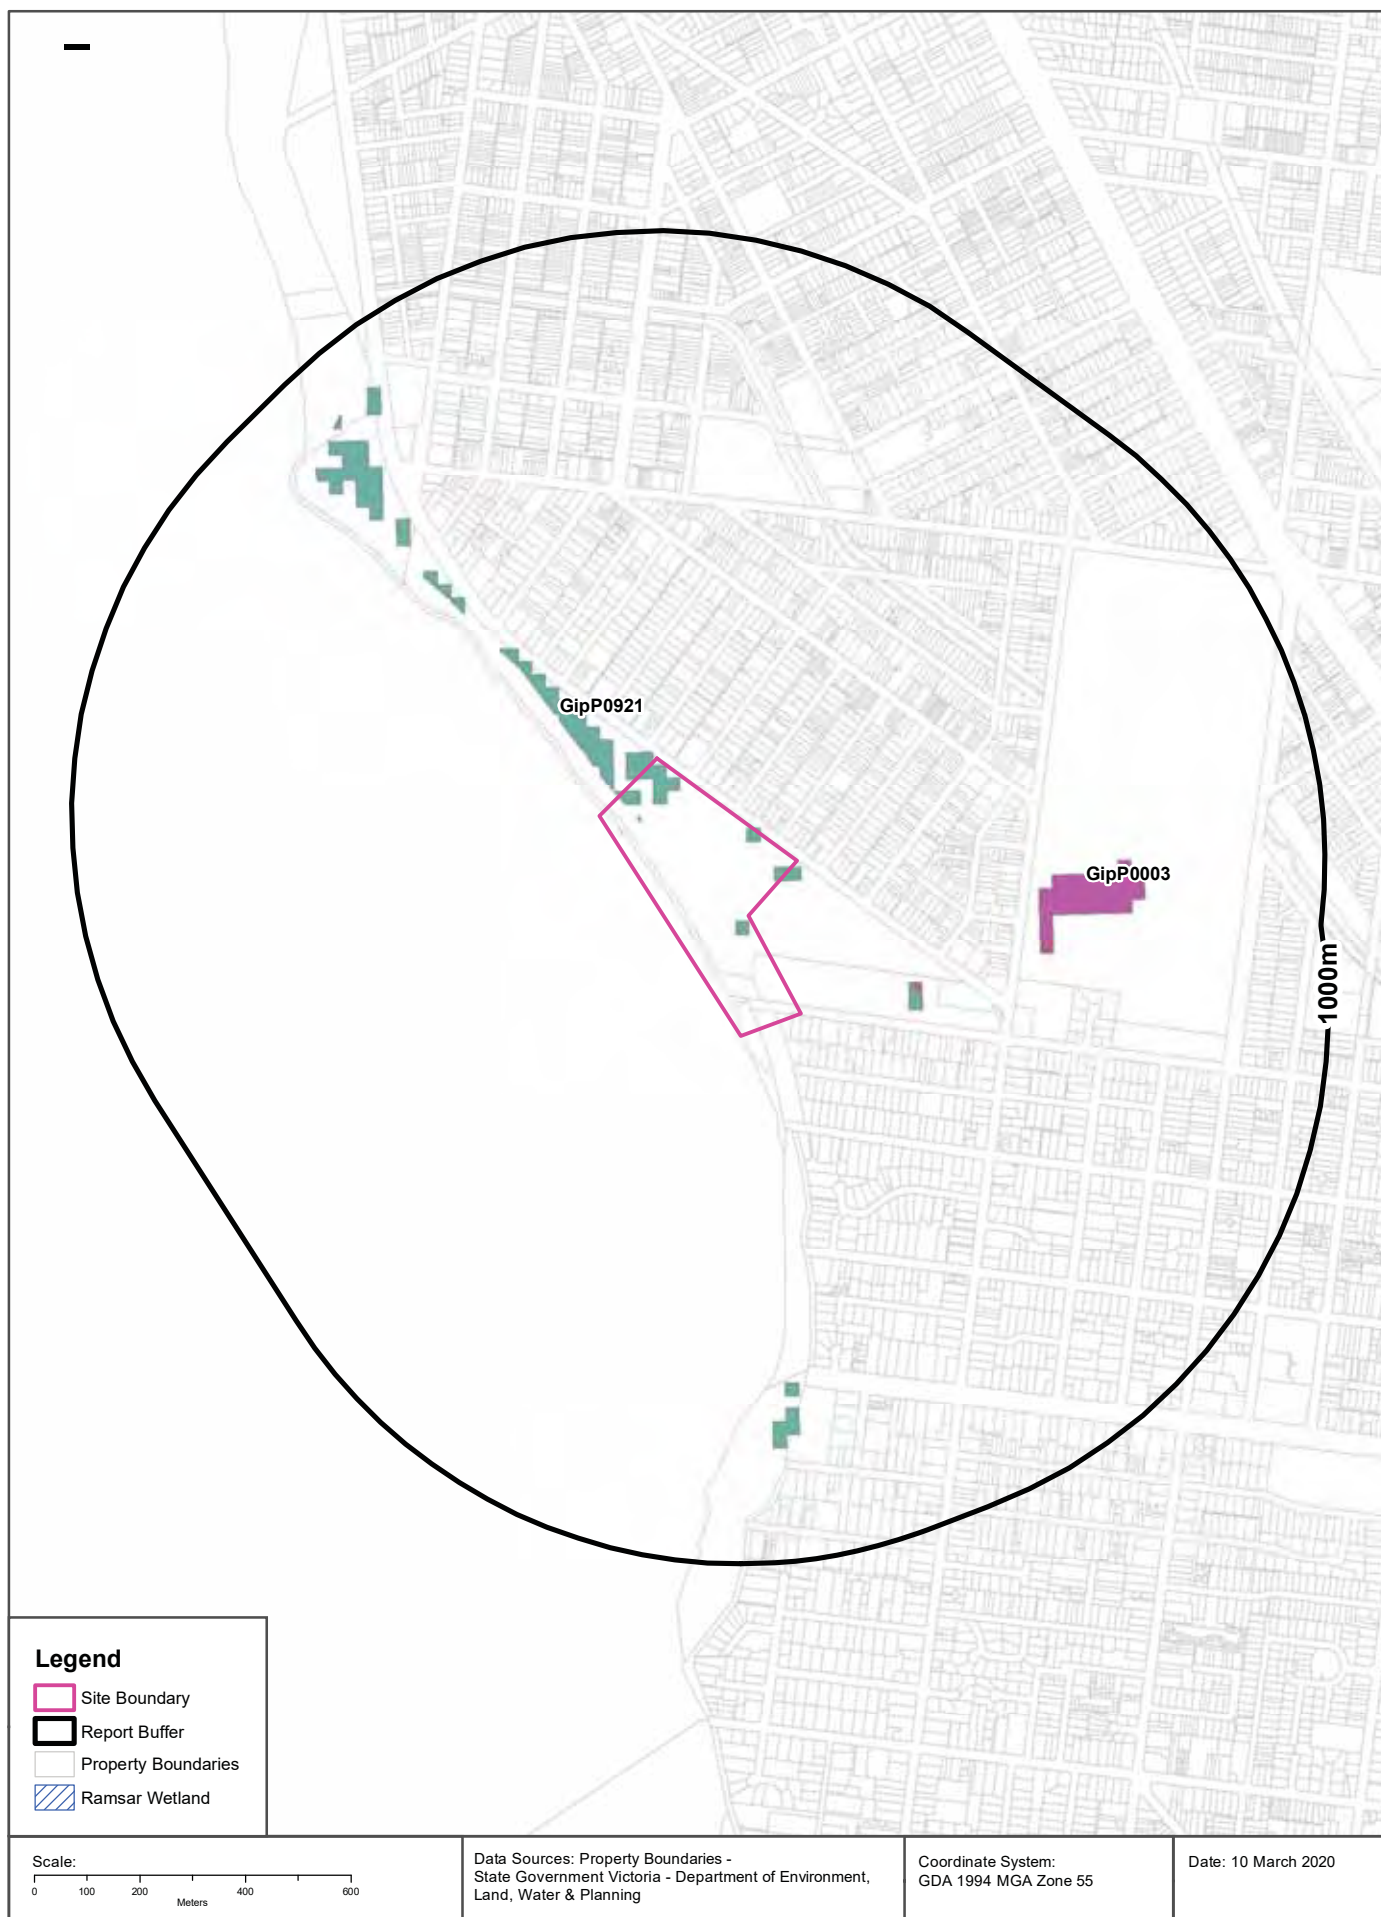 GipP0921
GipP0003
1000m
Legend
Site Boundary
Report Buffer
Property Boundaries
Ramsar Wetland
Scale:
0 100 200 400 600
Meters
Data Sources: Property Boundaries -
State Government Victoria - Department of Environment,
Land, Water & Planning
Coordinate System:
GDA 1994 MGA Zone 55
Date: 10 March 2020